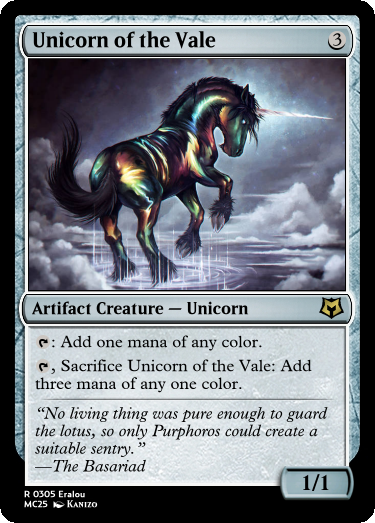 Unicorn of the Vale 3
Artifact Creature — Unicorn
: Add one mana of any color.
, Sacrifice Unicorn of the Vale: Add
three mana of any one color.
“No living thing was pure enough to guard
the lotus, so only Purphoros could create a
suitable sentry.”
—The Basariad
1/1
R 0305 Eralou
MC25 Kanizo